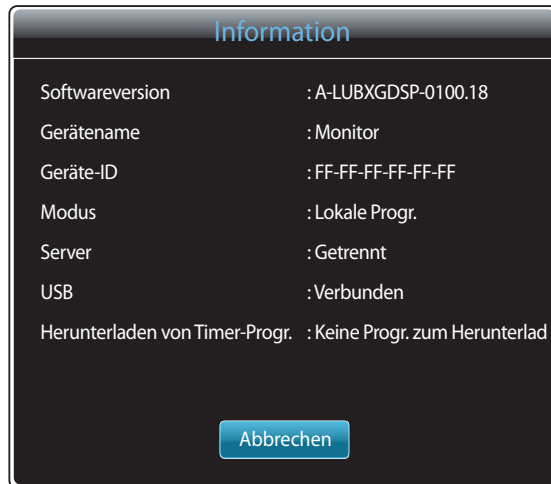 Information
Softwareversion : A-LUBXGDSP-0100.18
Gerätename : Monitor
Geräte-ID : FF-FF-FF-FF-FF-FF
Modus : Lokale Progr.
Server : Getrennt
USB : Verbunden
Herunterladen von Timer-Progr. : Keine Progr. zum Herunterlad
Abbrechen